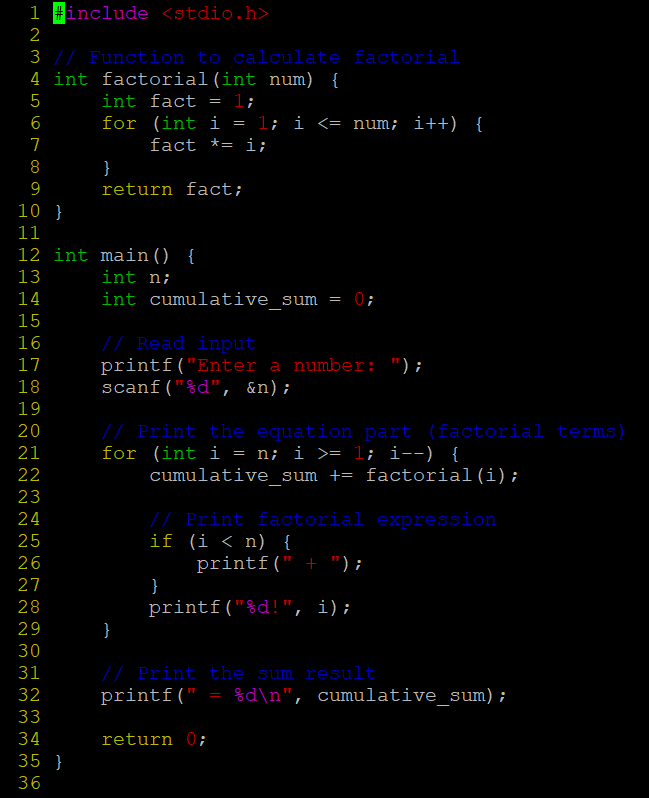 1 #include <stdio.h>
2
3 // Function to calculate factorial
4 int factorial(int num) {
5     int fact = 1;
6     for (int i = 1; i <= num; i++) {
7         fact *= i;
8     }
9     return fact;
10 }
11
12 int main() {
13     int n;
14     int cumulative_sum = 0;
15
16     // Read input
17     printf("Enter a number: ");
18     scanf("%d", &n);
19
20     // Print the equation part (factorial terms)
21     for (int i = n; i >= 1; i--) {
22         cumulative_sum += factorial(i);
23
24         // Print factorial expression
25         if (i < n) {
26             printf(" + ");
27         }
28         printf("%d!", i);
29     }
30
31     // Print the sum result
32     printf(" = %d\n", cumulative_sum);
33
34     return 0;
35 }
36